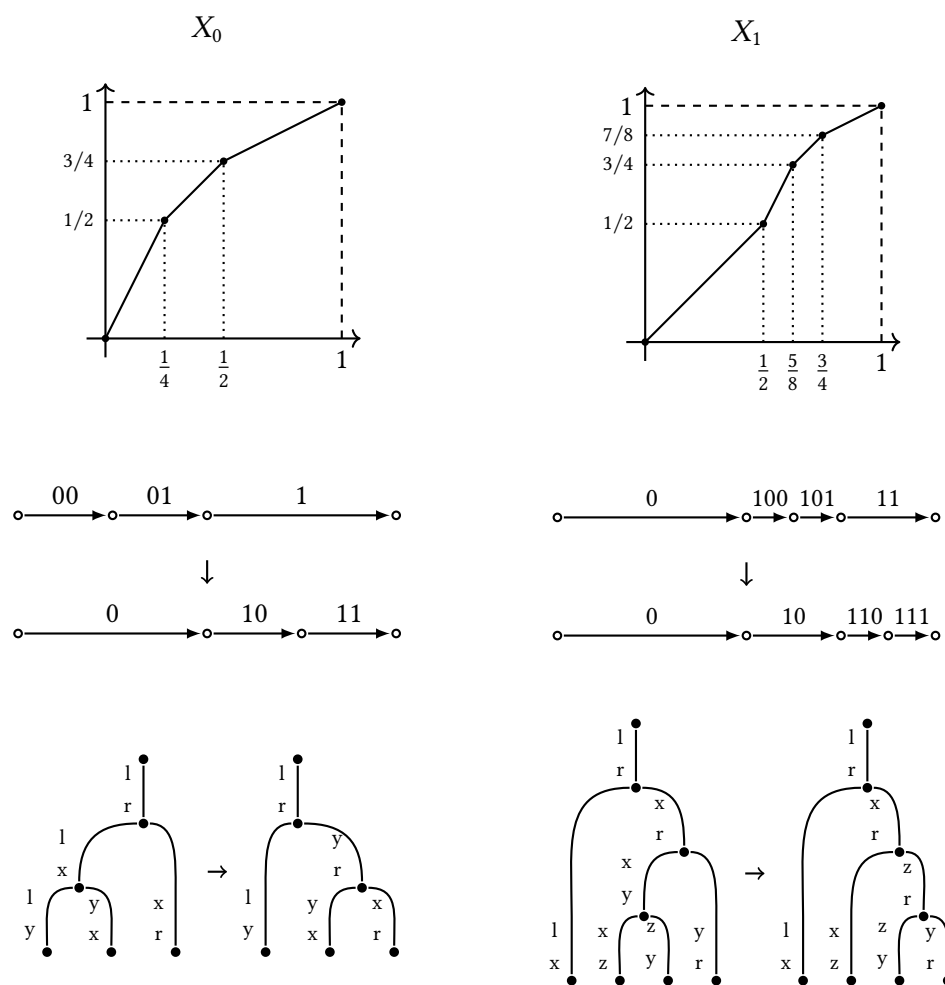 X₀
X₁
1
3/4
1/2
1/4
1/2
1
1
7/8
3/4
1/2
1/2
5/8
3/4
1
00 01 1
0 100 101 11
↓
↓
0 10 11
0 10 110 111
l
r
l
x
l
y
y
x
x
r
→
l
r
y
r
l
y
y
x
x
r
l
r
x
r
x
y
z
l
x
x
z
y
y
r
→
l
r
x
r
z
r
l
x
x
z
z
y
y
r